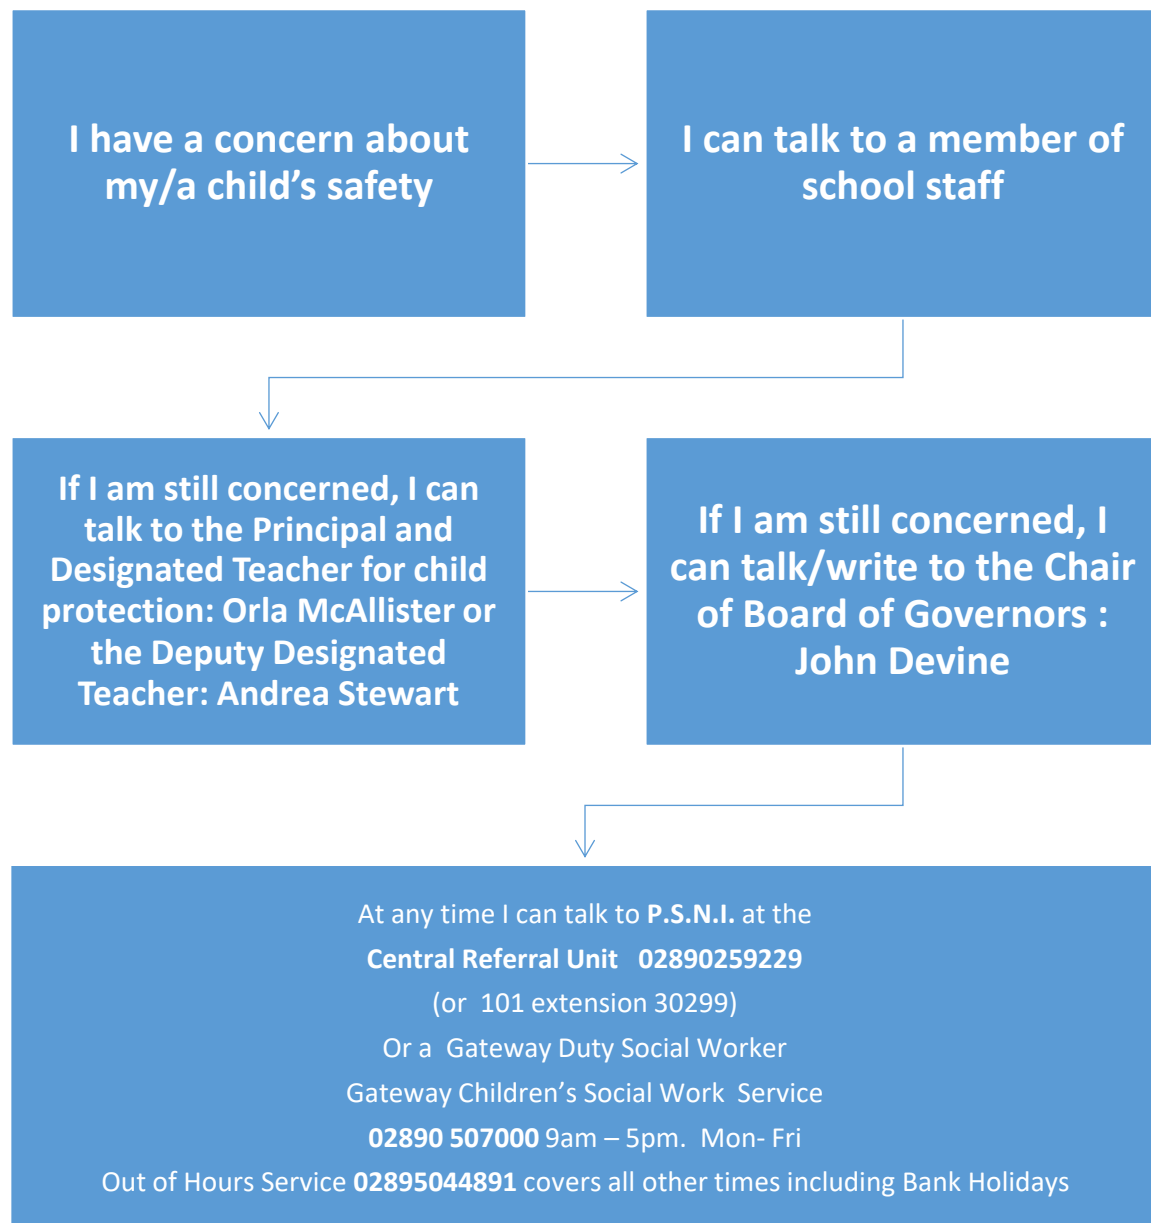 I have a concern about
my/a child’s safety
I can talk to a member of
school staff
If I am still concerned, I can
talk to the Principal and
Designated Teacher for child
protection: Orla McAllister or
the Deputy Designated
Teacher: Andrea Stewart
If I am still concerned, I
can talk/write to the Chair
of Board of Governors :
John Devine
At any time I can talk to P.S.N.I. at the
Central Referral Unit 02890259229
(or 101 extension 30299)
Or a Gateway Duty Social Worker
Gateway Children’s Social Work Service
02890 507000 9am – 5pm. Mon- Fri
Out of Hours Service 02895044891 covers all other times including Bank Holidays